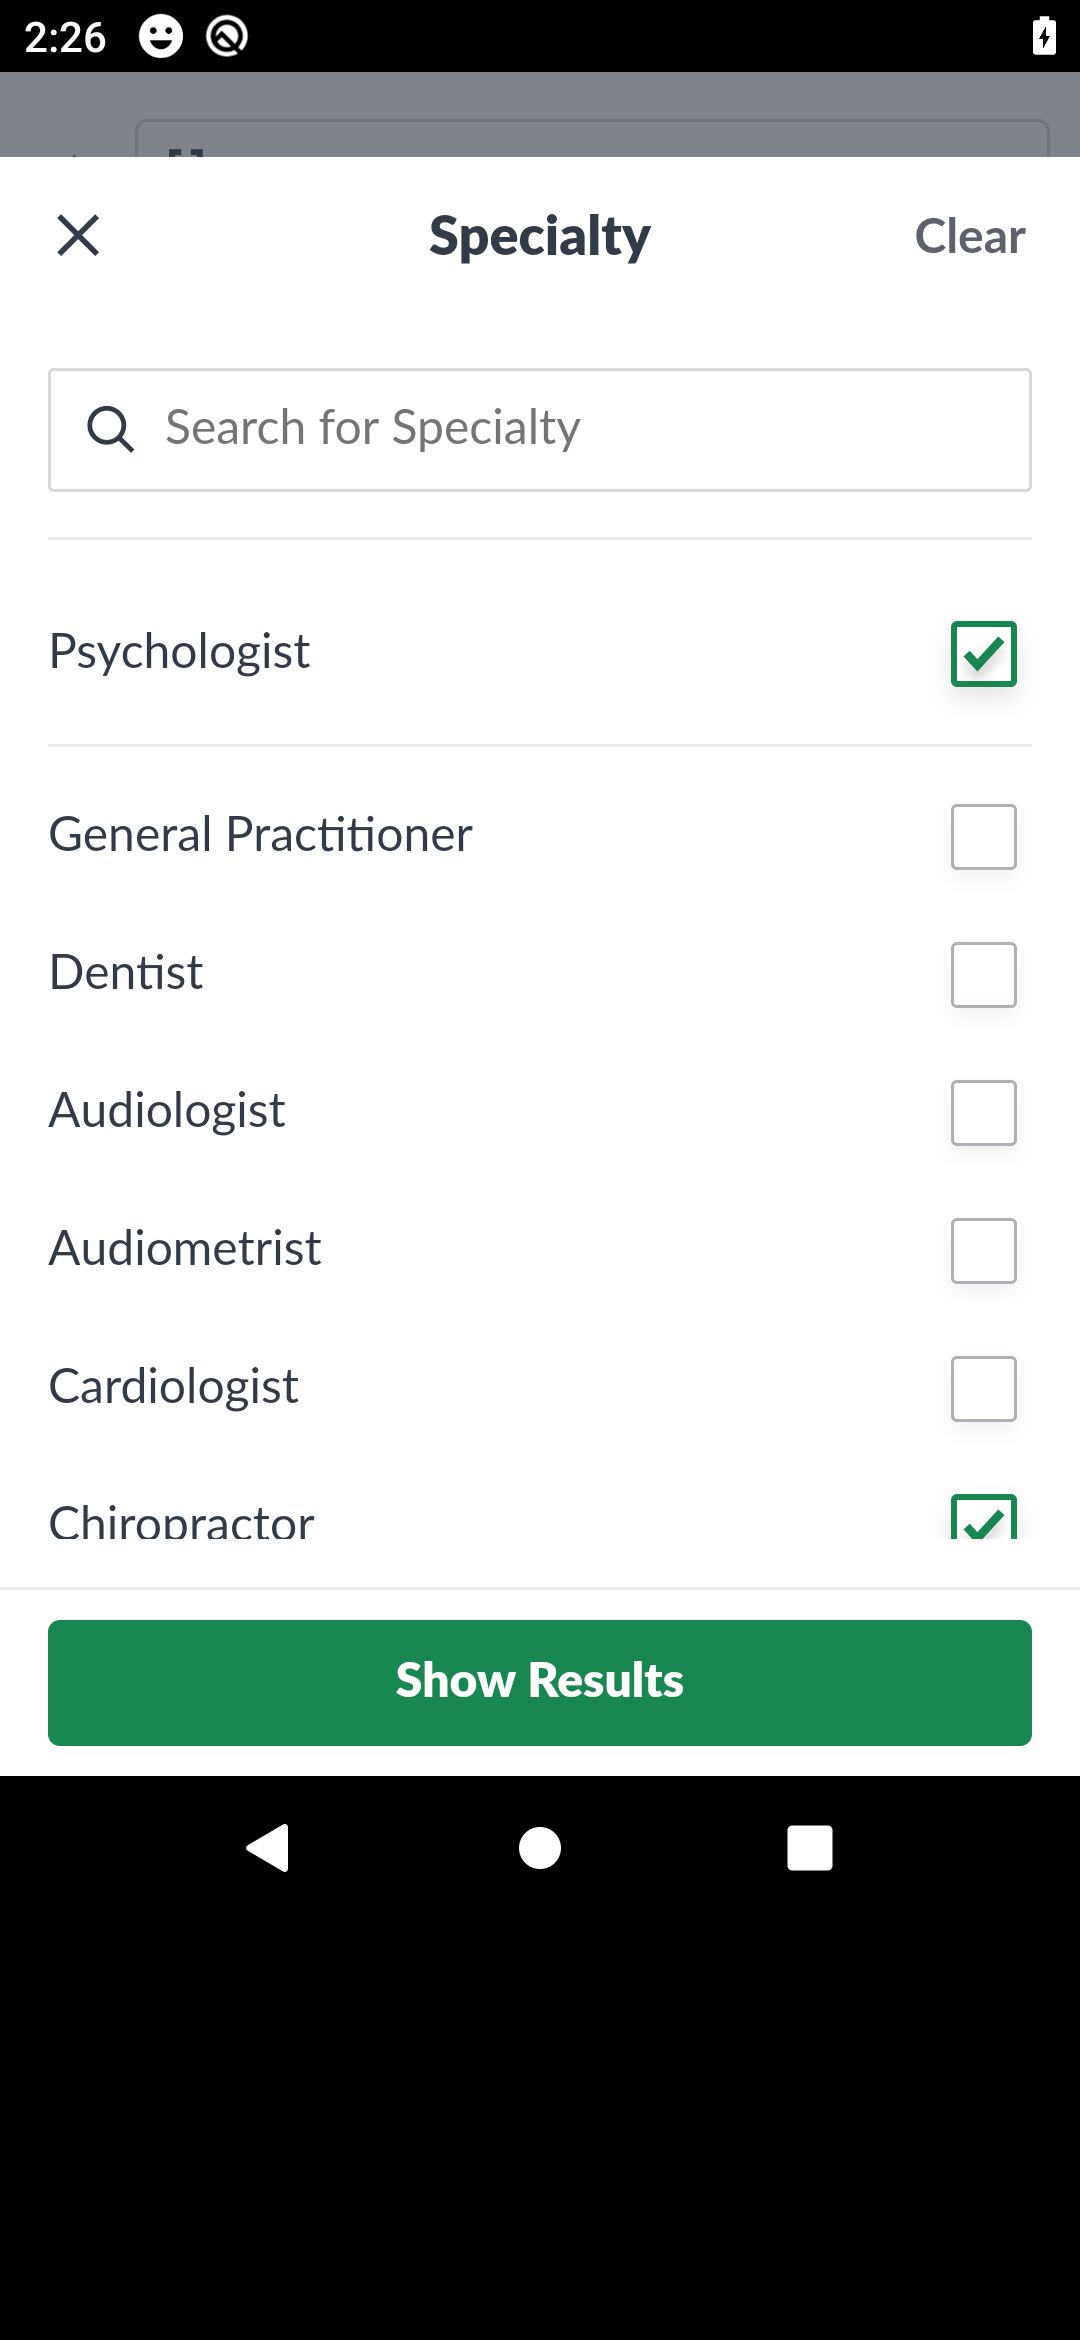 2:26
Specialty
Clear
Search for Specialty
Psychologist
General Practitioner
Dentist
Audiologist
Audiometrist
Cardiologist
Chiropractor
Show Results